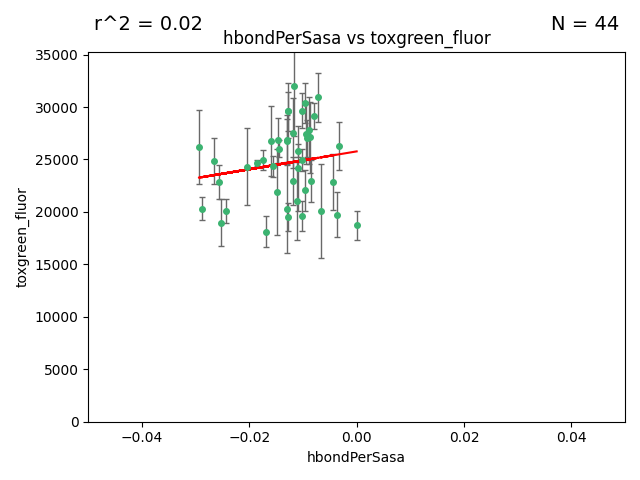 r^2 = 0.02
N = 44
hbondPerSasa vs toxgreen_fluor
35000
30000
25000
20000
15000
10000
5000
0
toxgreen_fluor
−0.04
−0.02
0.00
0.02
0.04
hbondPerSasa